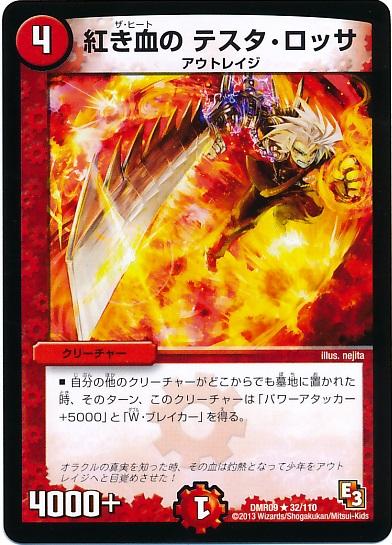 4
ザ・ヒート
紅き血の テスタ・ロッサ
アウトレイジ
クリーチャー
illus. nejita
■ 自分の他のクリーチャーがどこからでも墓地に置かれた
時、そのターン、このクリーチャーは「パワーアタッカー
+5000」と「W・ブレイカー」を得る。
オラクルの真実を知った時、その血は灼熱となって少年をアウト
レイジへと目覚めさせた!
4000+
1
E3
DMR09 ★ 32/110
©2013 Wizards/Shogakukan/Mitsui-Kids